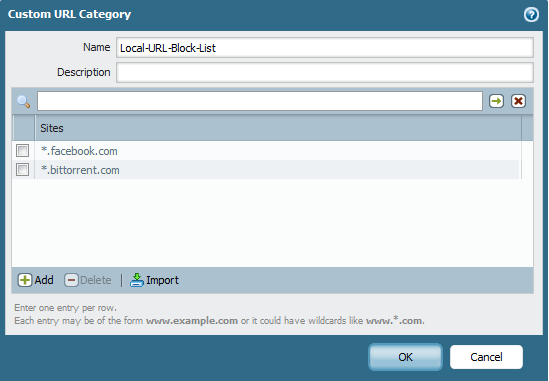 Custom URL Category
Name Local-URL-Block-List
Description
Sites
*.facebook.com
*.bittorrent.com
Add Delete Import
Enter one entry per row.
Each entry may be of the form www.example.com or it could have wildcards like www.*.com.
OK Cancel